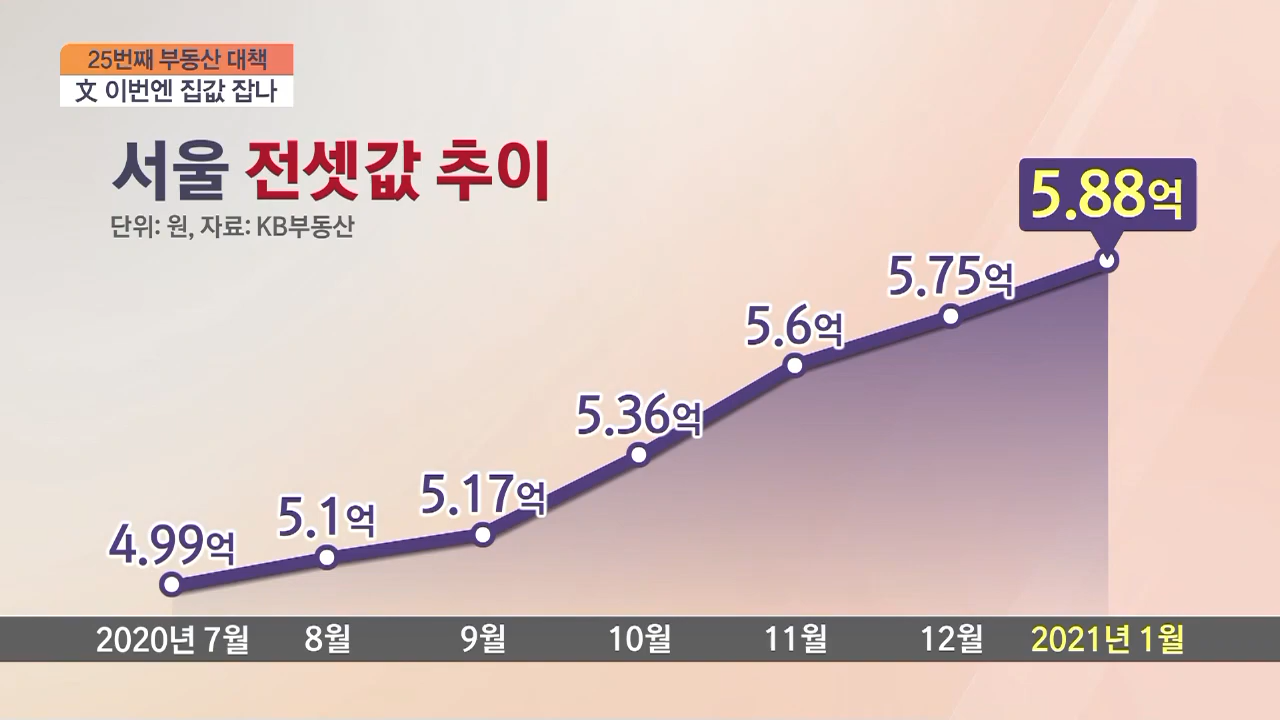 25번째 부동산 대책
文 이번엔 집값 잡나
서울 전셋값 추이
단위: 원, 자료: KB부동산
5.88억
5.75억
5.6억
5.36억
5.17억
5.1억
4.99억
2020년 7월 8월 9월 10월 11월 12월 2021년 1월